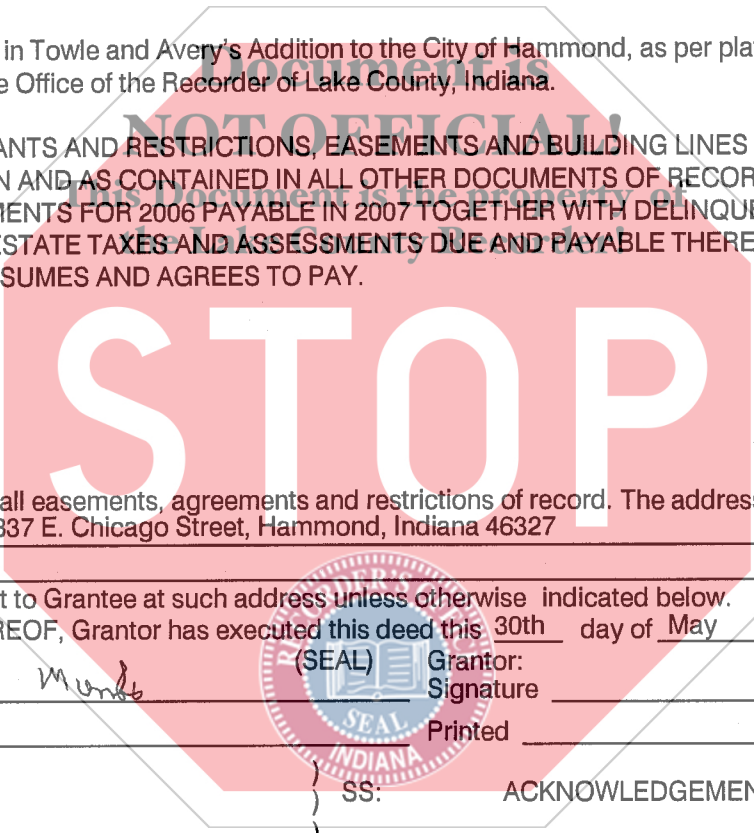 in Towle and Avery's Addition to the City of Hammond, as per pla
e Office of the Recorder of Lake County, Indiana.
Document is
NOT OFFICIAL!
This Document is the property of
the Lake County Recorder!
ANTS AND RESTRICTIONS, EASEMENTS AND BUILDING LINES
N AND AS CONTAINED IN ALL OTHER DOCUMENTS OF RECOR
MENTS FOR 2006 PAYABLE IN 2007 TOGETHER WITH DELINQUE
ESTATE TAXES AND ASSESSMENTS DUE AND PAYABLE THERE
SUMES AND AGREES TO PAY.
STOP
all easements, agreements and restrictions of record. The addres
337 E. Chicago Street, Hammond, Indiana 46327
t to Grantee at such address unless otherwise indicated below.
REOF, Grantor has executed this deed this 30th day of May
(SEAL) Grantor:
Signature
Printed
RECORDER'S OFFICE
SEAL
INDIANA
) SS: ACKNOWLEDGEMEN